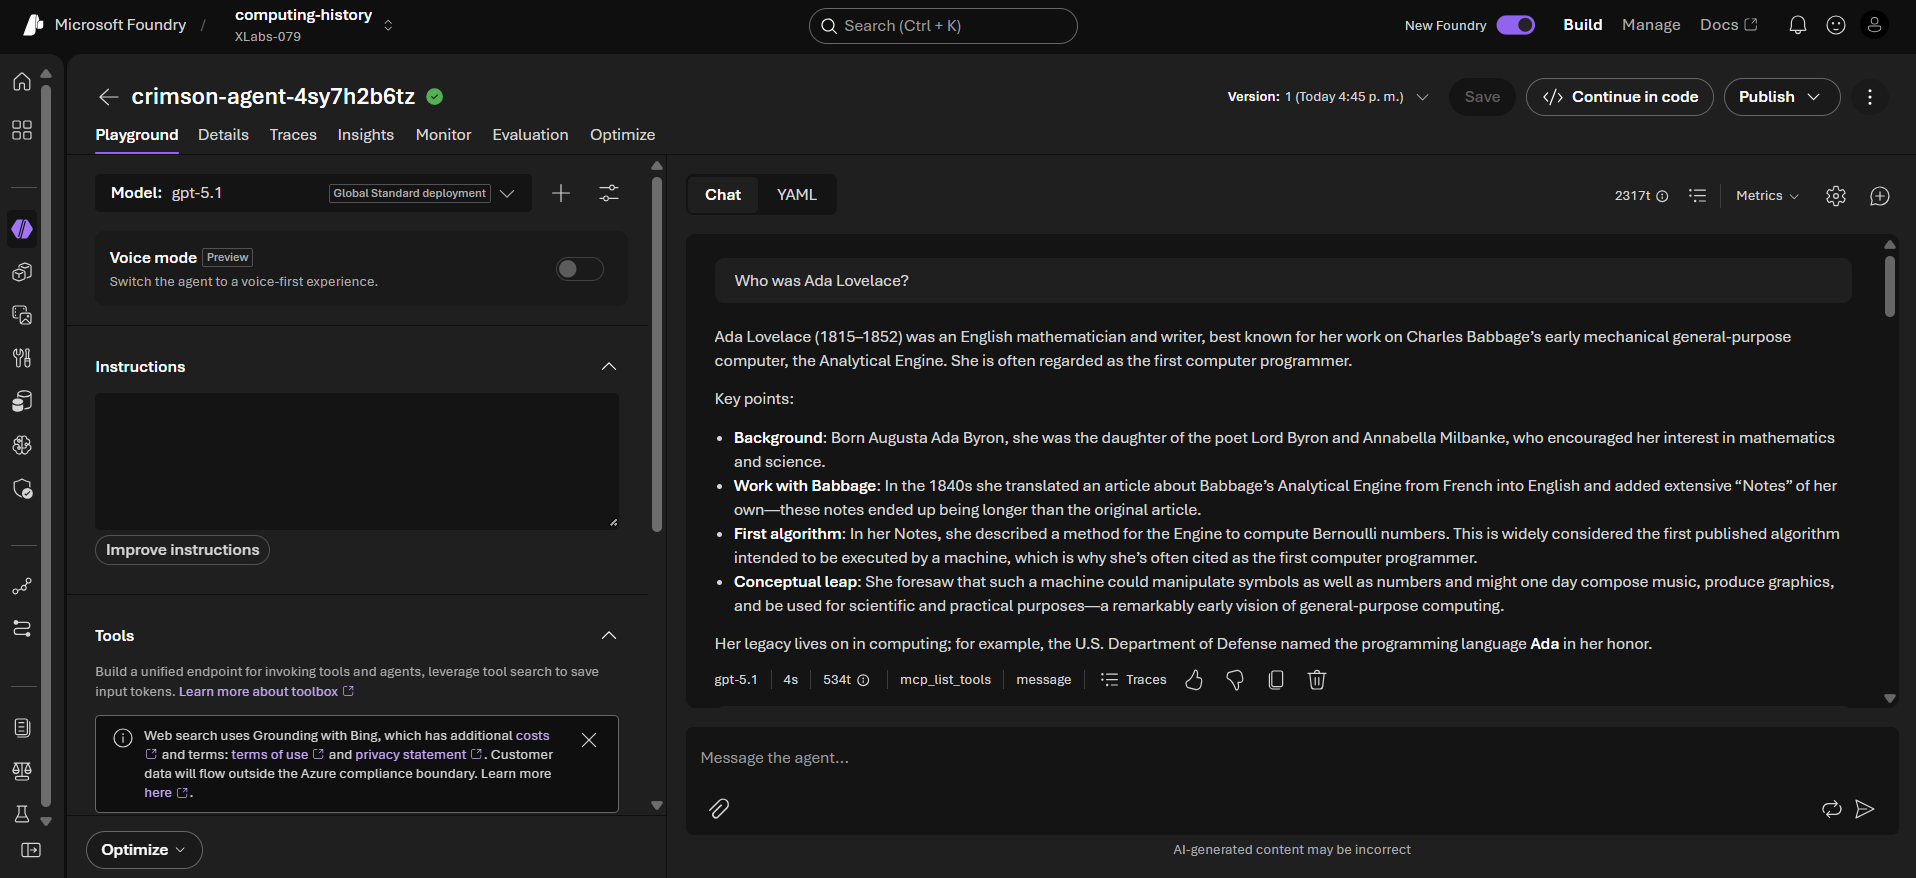 Microsoft Foundry / computing-history
XLabs-079
Search (Ctrl + K)
New Foundry Build Manage Docs
crimson-agent-4sy7h2b6tz
Version: 1 (Today 4:45 p. m.) Save Continue in code Publish
Playground Details Traces Insights Monitor Evaluation Optimize
Model: gpt-5.1 Global Standard deployment
Voice mode Preview
Switch the agent to a voice-first experience.
Instructions
Improve instructions
Tools
Build a unified endpoint for invoking tools and agents, leverage tool search to save
input tokens. Learn more about toolbox
Web search uses Grounding with Bing, which has additional costs
and terms: terms of use and privacy statement. Customer
data will flow outside the Azure compliance boundary. Learn more
here.
Optimize
Chat YAML
2317t Metrics
Who was Ada Lovelace?
Ada Lovelace (1815–1852) was an English mathematician and writer, best known for her work on Charles Babbage’s early mechanical general-purpose
computer, the Analytical Engine. She is often regarded as the first computer programmer.
Key points:
• Background: Born Augusta Ada Byron, she was the daughter of the poet Lord Byron and Annabella Milbanke, who encouraged her interest in mathematics
and science.
• Work with Babbage: In the 1840s she translated an article about Babbage’s Analytical Engine from French into English and added extensive “Notes” of her
own—these notes ended up being longer than the original article.
• First algorithm: In her Notes, she described a method for the Engine to compute Bernoulli numbers. This is widely considered the first published algorithm
intended to be executed by a machine, which is why she’s often cited as the first computer programmer.
• Conceptual leap: She foresaw that such a machine could manipulate symbols as well as numbers and might one day compose music, produce graphics,
and be used for scientific and practical purposes—a remarkably early vision of general-purpose computing.
Her legacy lives on in computing; for example, the U.S. Department of Defense named the programming language Ada in her honor.
gpt-5.1 4s 534t mcp_list_tools message Traces
Message the agent...
AI-generated content may be incorrect